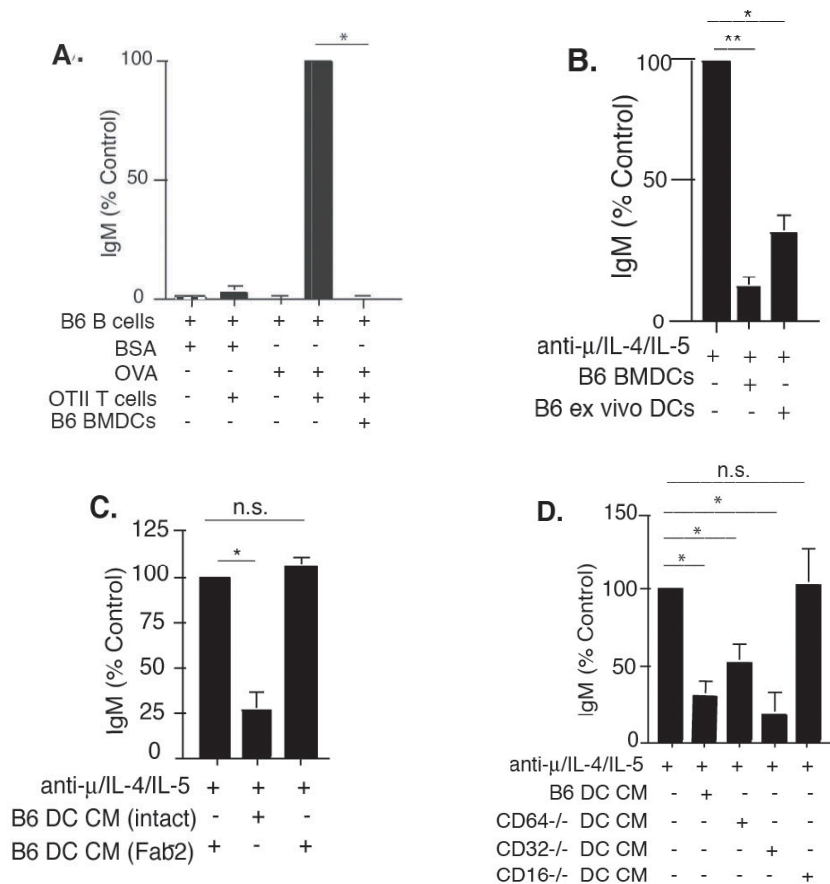 A.
*
100
50
0
IgM (% Control)
B6 B cells + + + + +
BSA + + - - -
OVA - - + + +
OTII T cells - + - + +
B6 BMDCs - - - - +
B.
*
**
100
50
0
IgM (% Control)
anti-μ/IL-4/IL-5 + + +
B6 BMDCs - + -
B6 ex vivo DCs - - +
C.
n.s.
*
125
100
75
50
25
0
IgM (% Control)
anti-μ/IL-4/IL-5 + + +
B6 DC CM (intact) - + -
B6 DC CM (Fab2) + - +
D.
n.s.
*
*
*
150
100
50
0
IgM (% Control)
anti-μ/IL-4/IL-5 + + + + +
B6 DC CM - + - - -
CD64-/- DC CM - - + - -
CD32-/- DC CM - - - + -
CD16-/- DC CM - - - - +